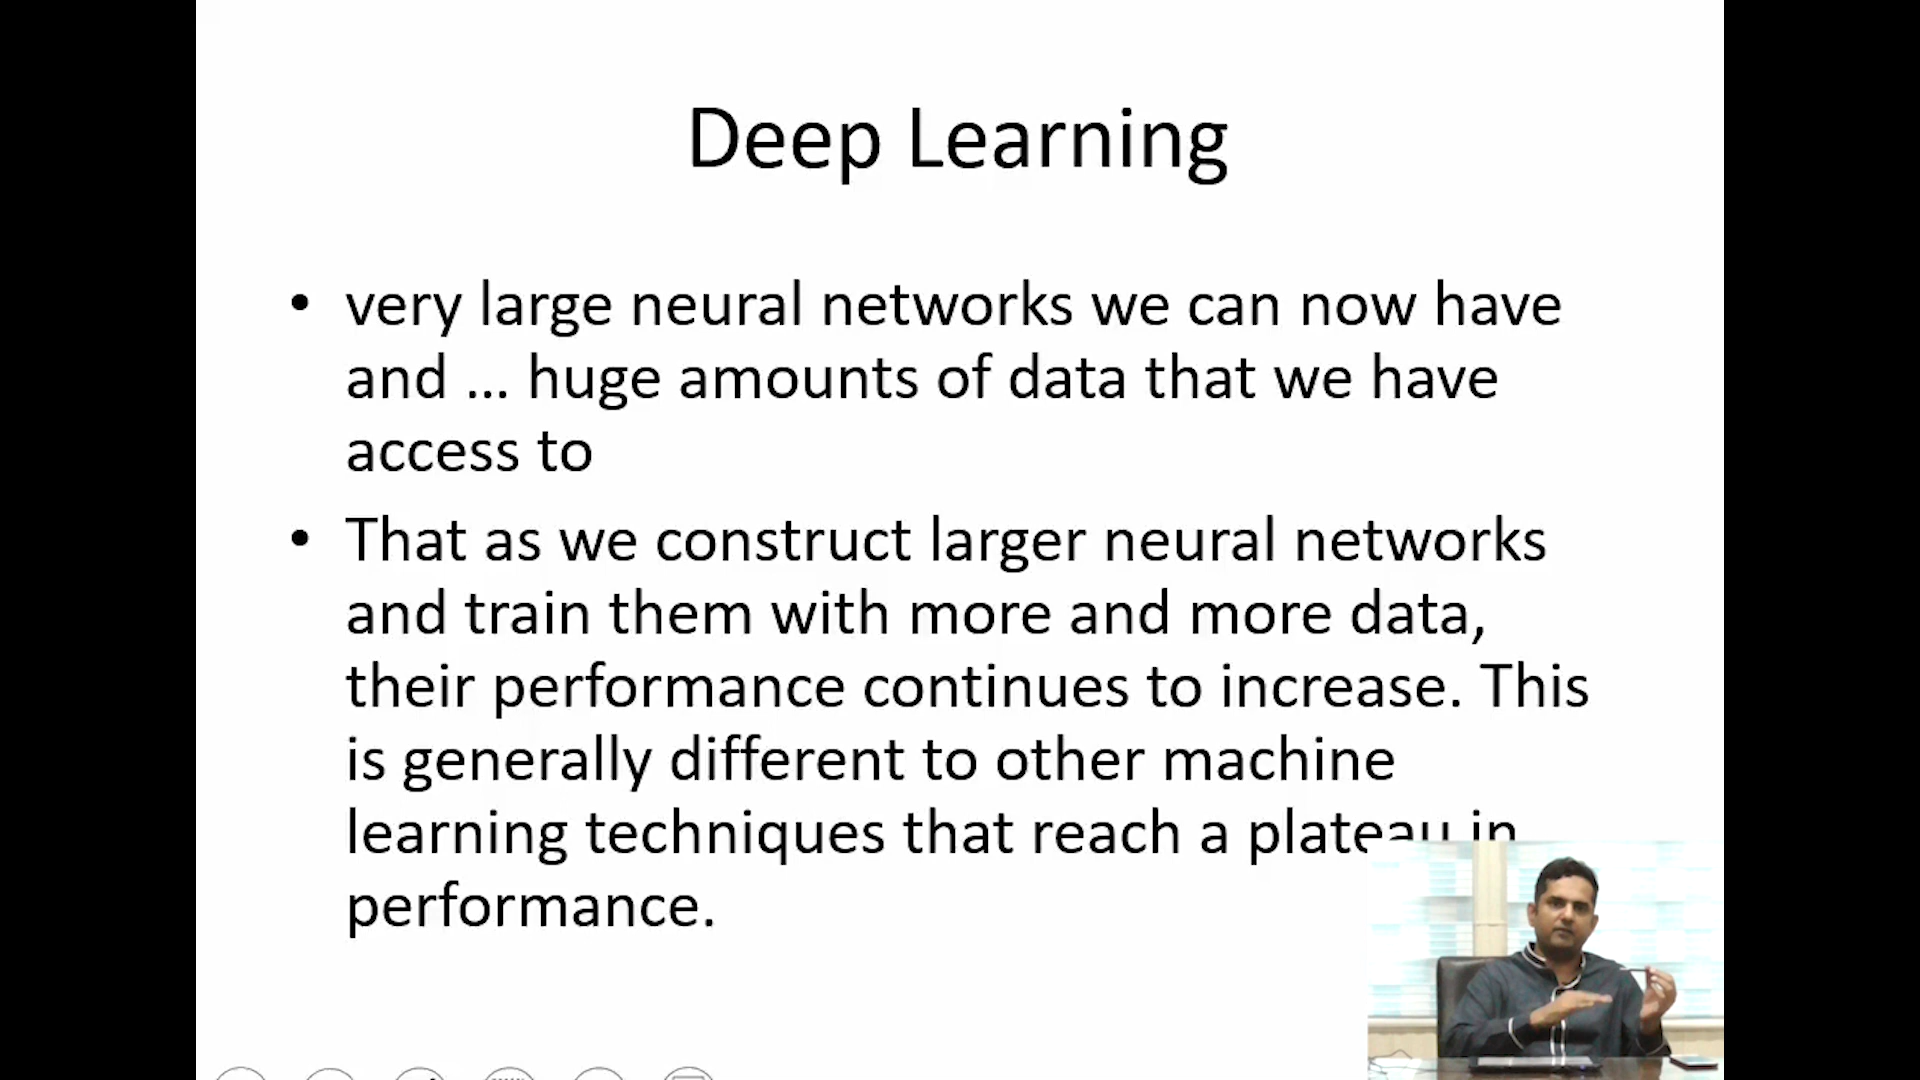 Deep Learning
• very large neural networks we can now have
and ... huge amounts of data that we have
access to
• That as we construct larger neural networks
and train them with more and more data,
their performance continues to increase. This
is generally different to other machine
learning techniques that reach a plateau in
performance.